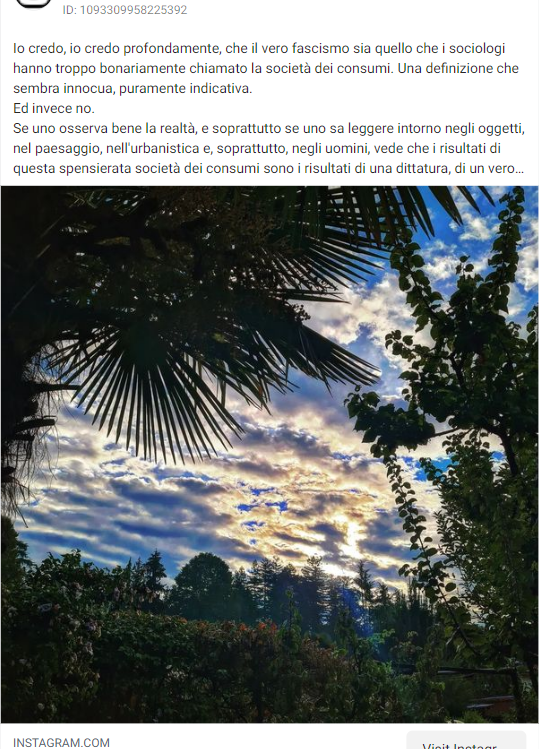 ID: 1093309958225392
Io credo, io credo profondamente, che il vero fascismo sia quello che i sociologi
hanno troppo bonariamente chiamato la società dei consumi. Una definizione che
sembra innocua, puramente indicativa.
Ed invece no.
Se uno osserva bene la realtà, e soprattutto se uno sa leggere intorno negli oggetti,
nel paesaggio, nell'urbanistica e, soprattutto, negli uomini, vede che i risultati di
questa spensierata società dei consumi sono i risultati di una dittatura, di un vero...
INSTAGRAM.COM
Visit Instagr...